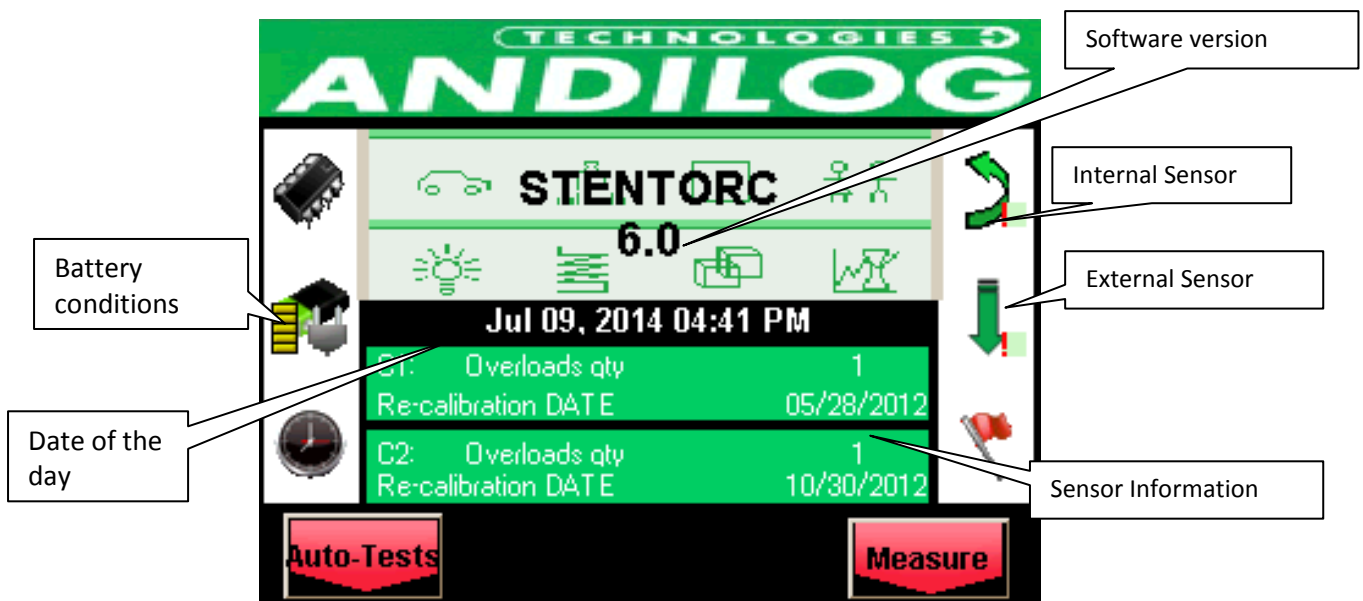 TECHNOLOGIES
ANDILOG
Software version
STENTORC
6.0
Internal Sensor
Battery
conditions
External Sensor
Jul 09, 2014 04:41 PM
C1: Overloads qty 1
Re-calibration DATE 05/28/2012
Date of the
day
C2: Overloads qty 1
Re-calibration DATE 10/30/2012
Sensor Information
Auto-Tests
Measure